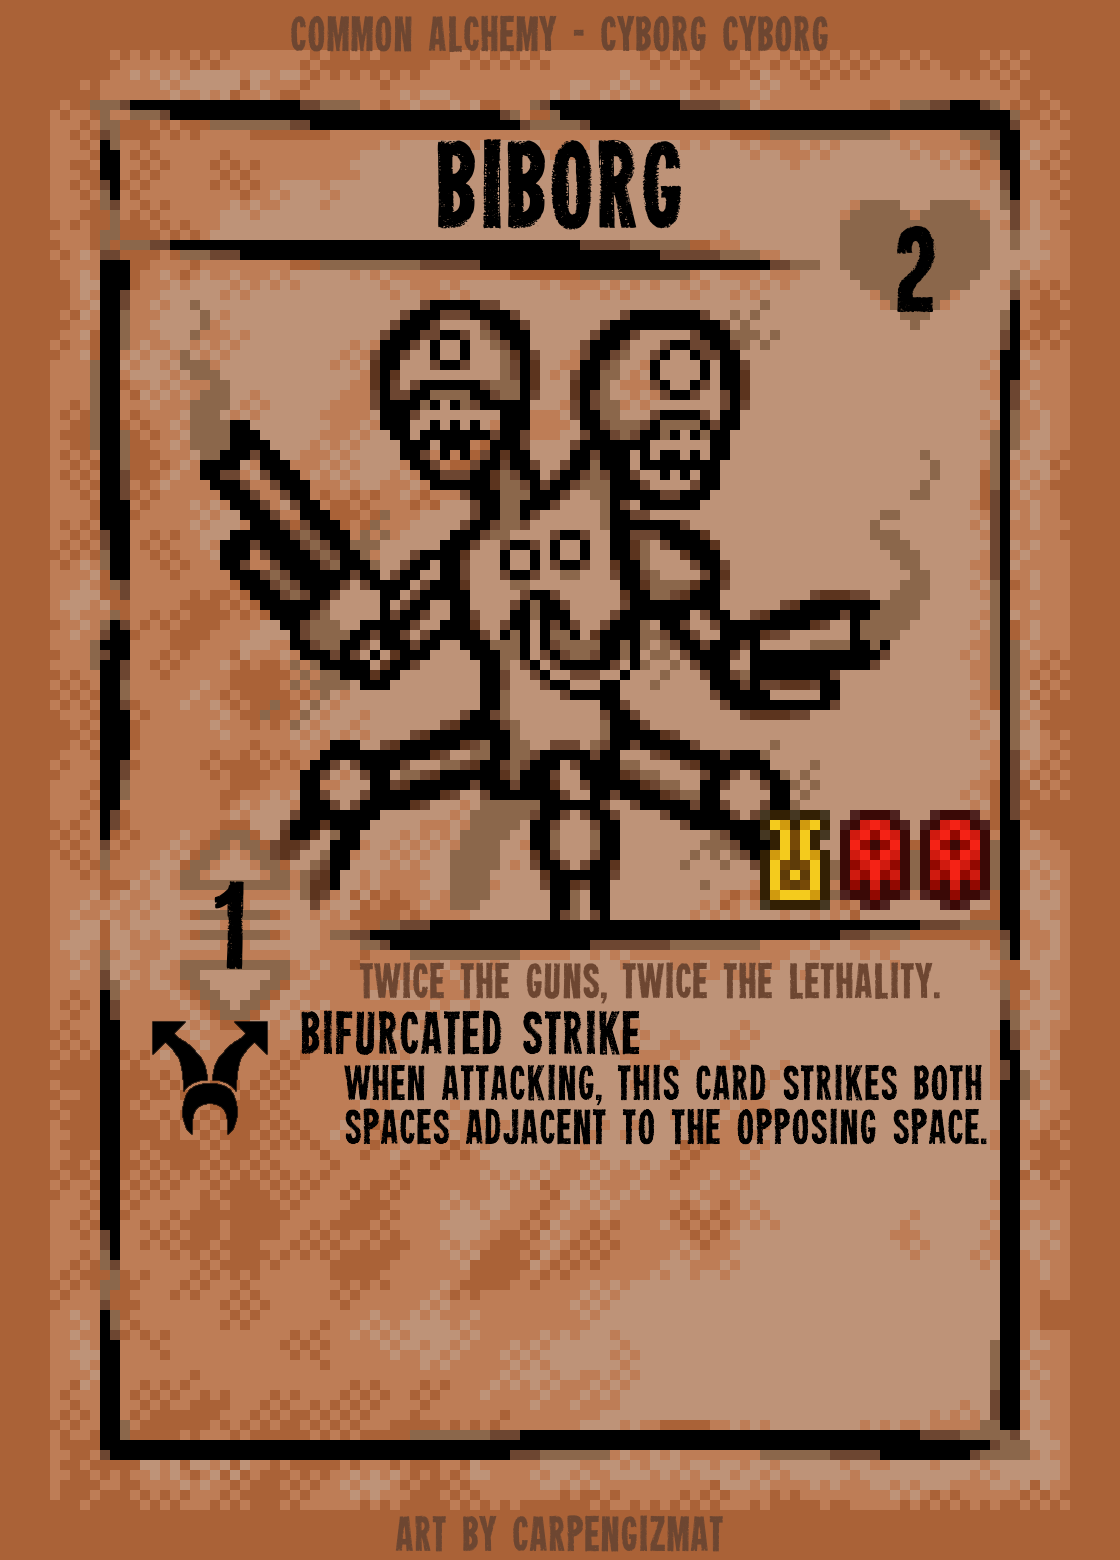 COMMON ALCHEMY - CYBORG CYBORG
BIBORG
2
1
TWICE THE GUNS, TWICE THE LETHALITY.
BIFURCATED STRIKE
WHEN ATTACKING, THIS CARD STRIKES BOTH
SPACES ADJACENT TO THE OPPOSING SPACE.
ART BY CARPENGIZMAT